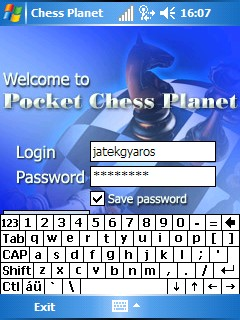 Chess Planet 16:07
Welcome to
Pocket Chess Planet
Login jatekgyaros
Password ********
Save password
123 1 2 3 4 5 6 7 8 9 0 - =
Tab q w e r t y u i o p [ ]
CAP a s d f g h j k l ; '
Shift z x c v b n m , . /
Ctl áü ` \
Exit